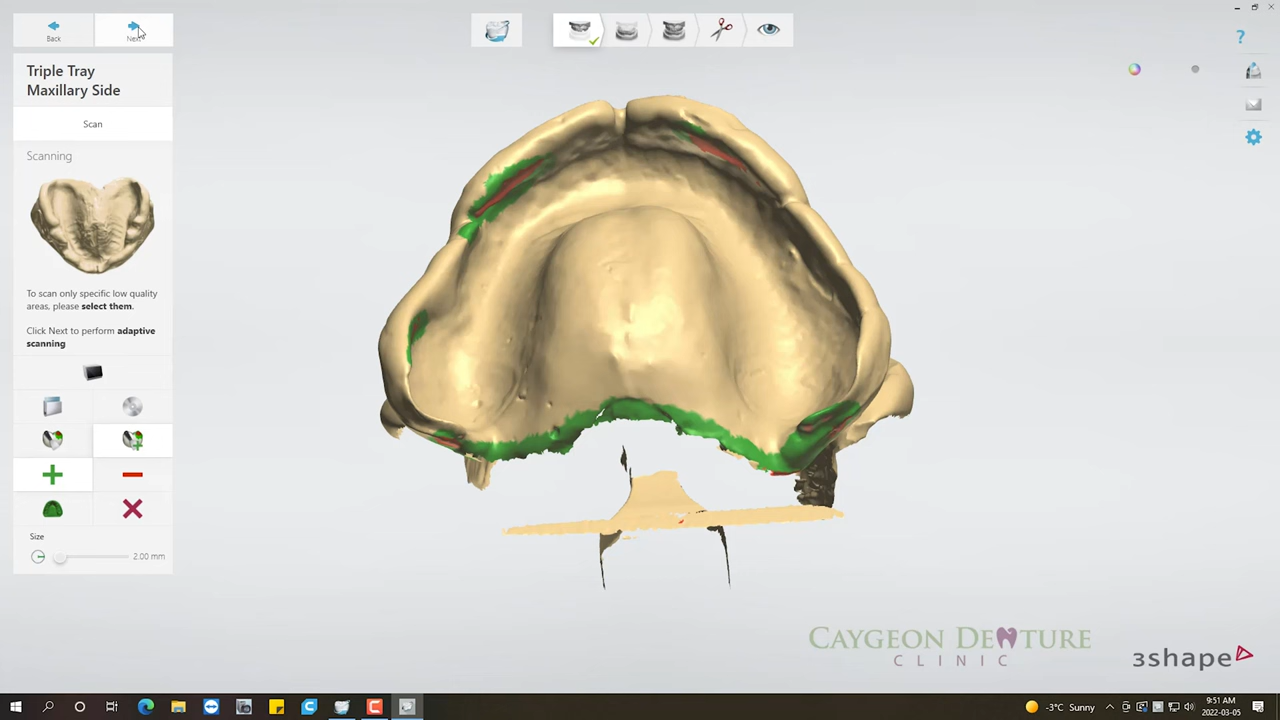 Back
Next
Triple Tray
Maxillary Side
Scan
Scanning
To scan only specific low quality
areas, please select them.
Click Next to perform adaptive
scanning
Size
2.00 mm
?
CAYGEON DENTURE
CLINIC
3shape
-3°C Sunny
9:51 AM
2022-03-05